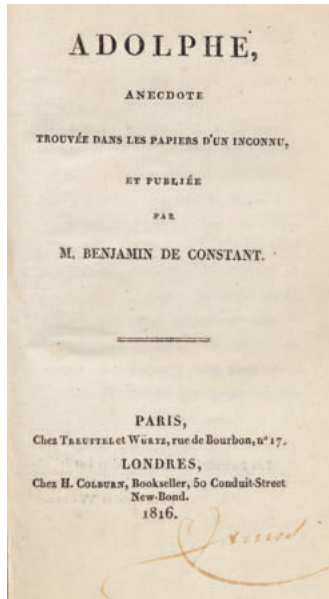 ADOLPHE,
ANECDOTE
TROUVÉE DANS LES PAPIERS D'UN INCONNU,
ET PUBLIÉE
PAR
M. BENJAMIN DE CONSTANT.
PARIS,
Chez TREUTTEL et WÜRTZ, rue de Bourbon, nº 17.
LONDRES,
Chez H. COLBURN, Bookseller, 50 Conduit-Street
New-Bond.
1816.